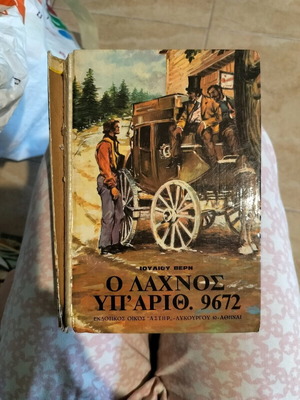 ΙΟΥΛΙΟΥ ΒΕΡΝ
Ο ΛΑΧΝΟΣ
ΥΠ'ΑΡΙΘ. 9672
ΕΚΔΟΤΙΚΟΣ ΟΙΚΟΣ "ΑΣΤΗΡ" ΛΥΚΟΥΡΓΟΥ 10-ΑΘΗΝΑΙ